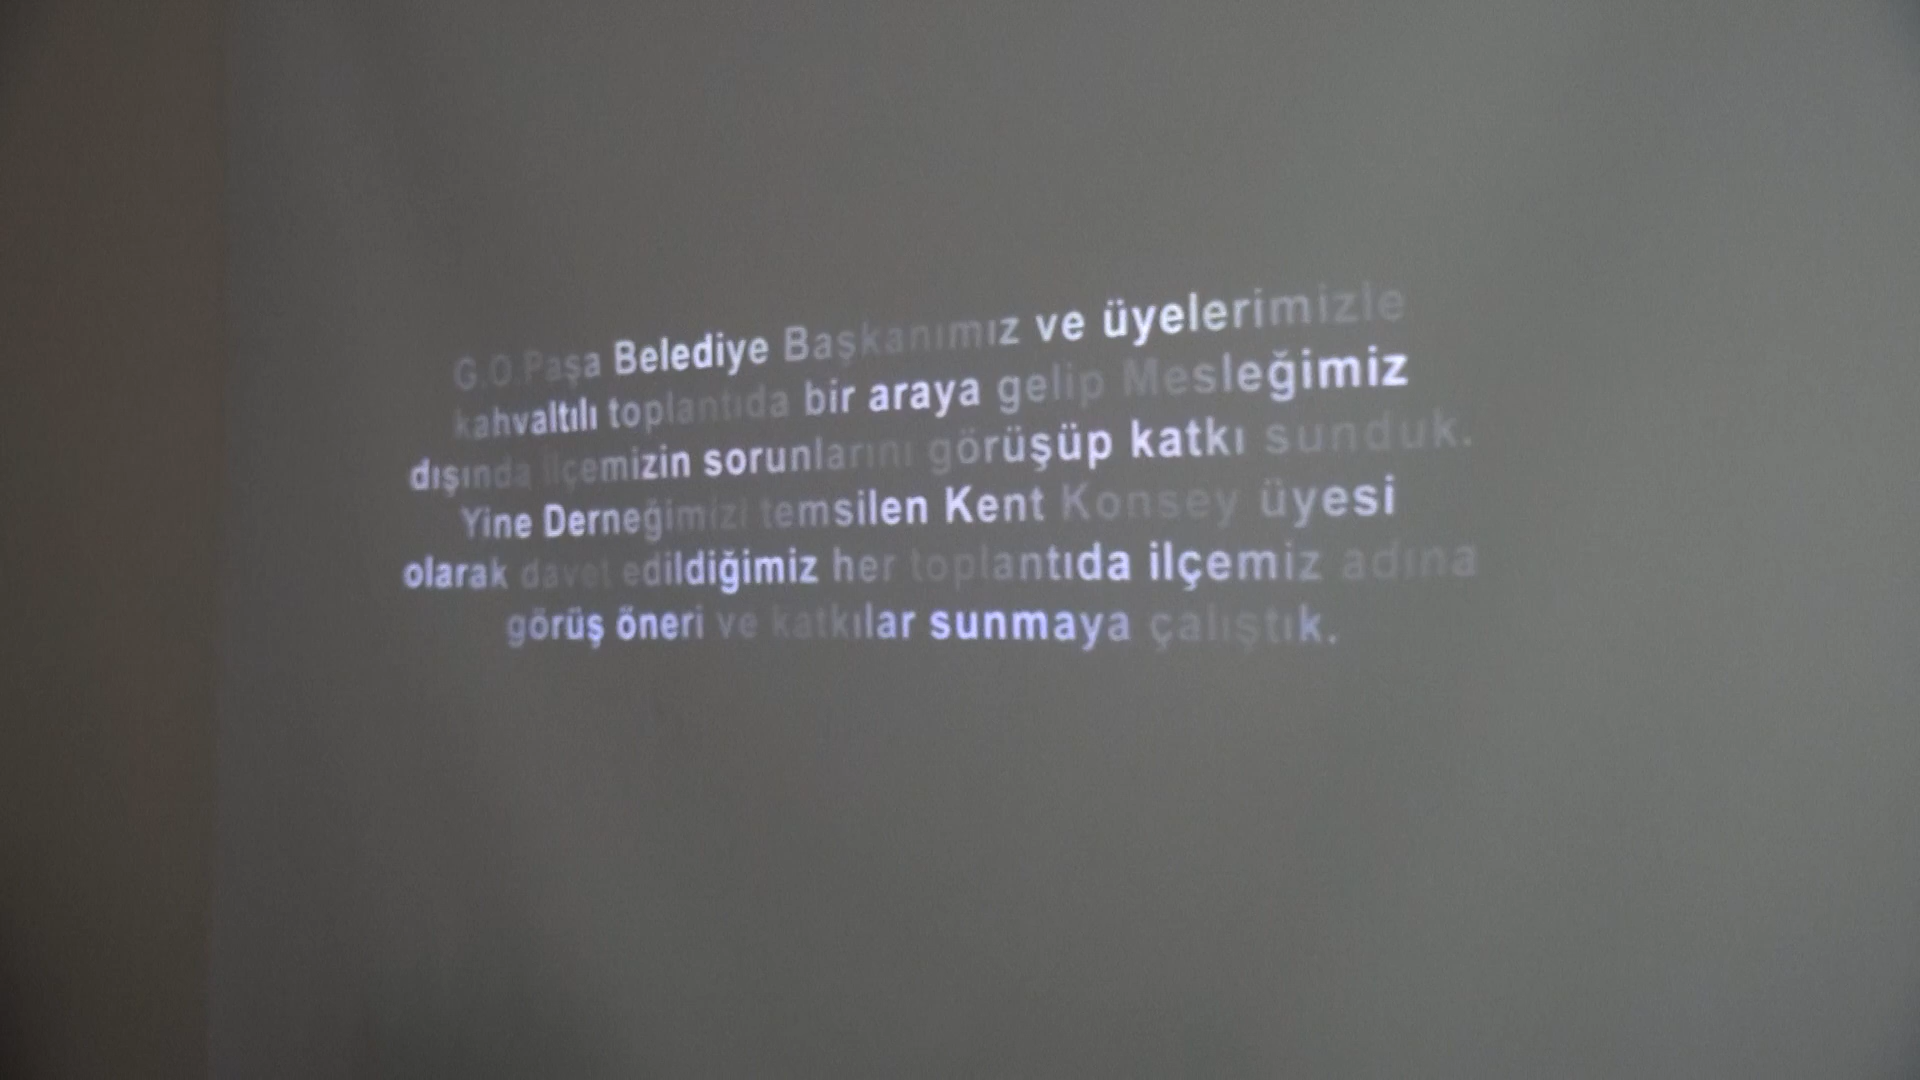 G.O.Paşa Belediye Başkanımız ve üyelerimizle
kahvaltılı toplantıda bir araya gelip Mesleğimiz
dışında ilçemizin sorunlarını görüşüp katkı sunduk.
Yine Derneğimizi temsilen Kent Konsey üyesi
olarak davet edildiğimiz her toplantıda ilçemiz adına
görüş öneri ve katkılar sunmaya çalıştık.